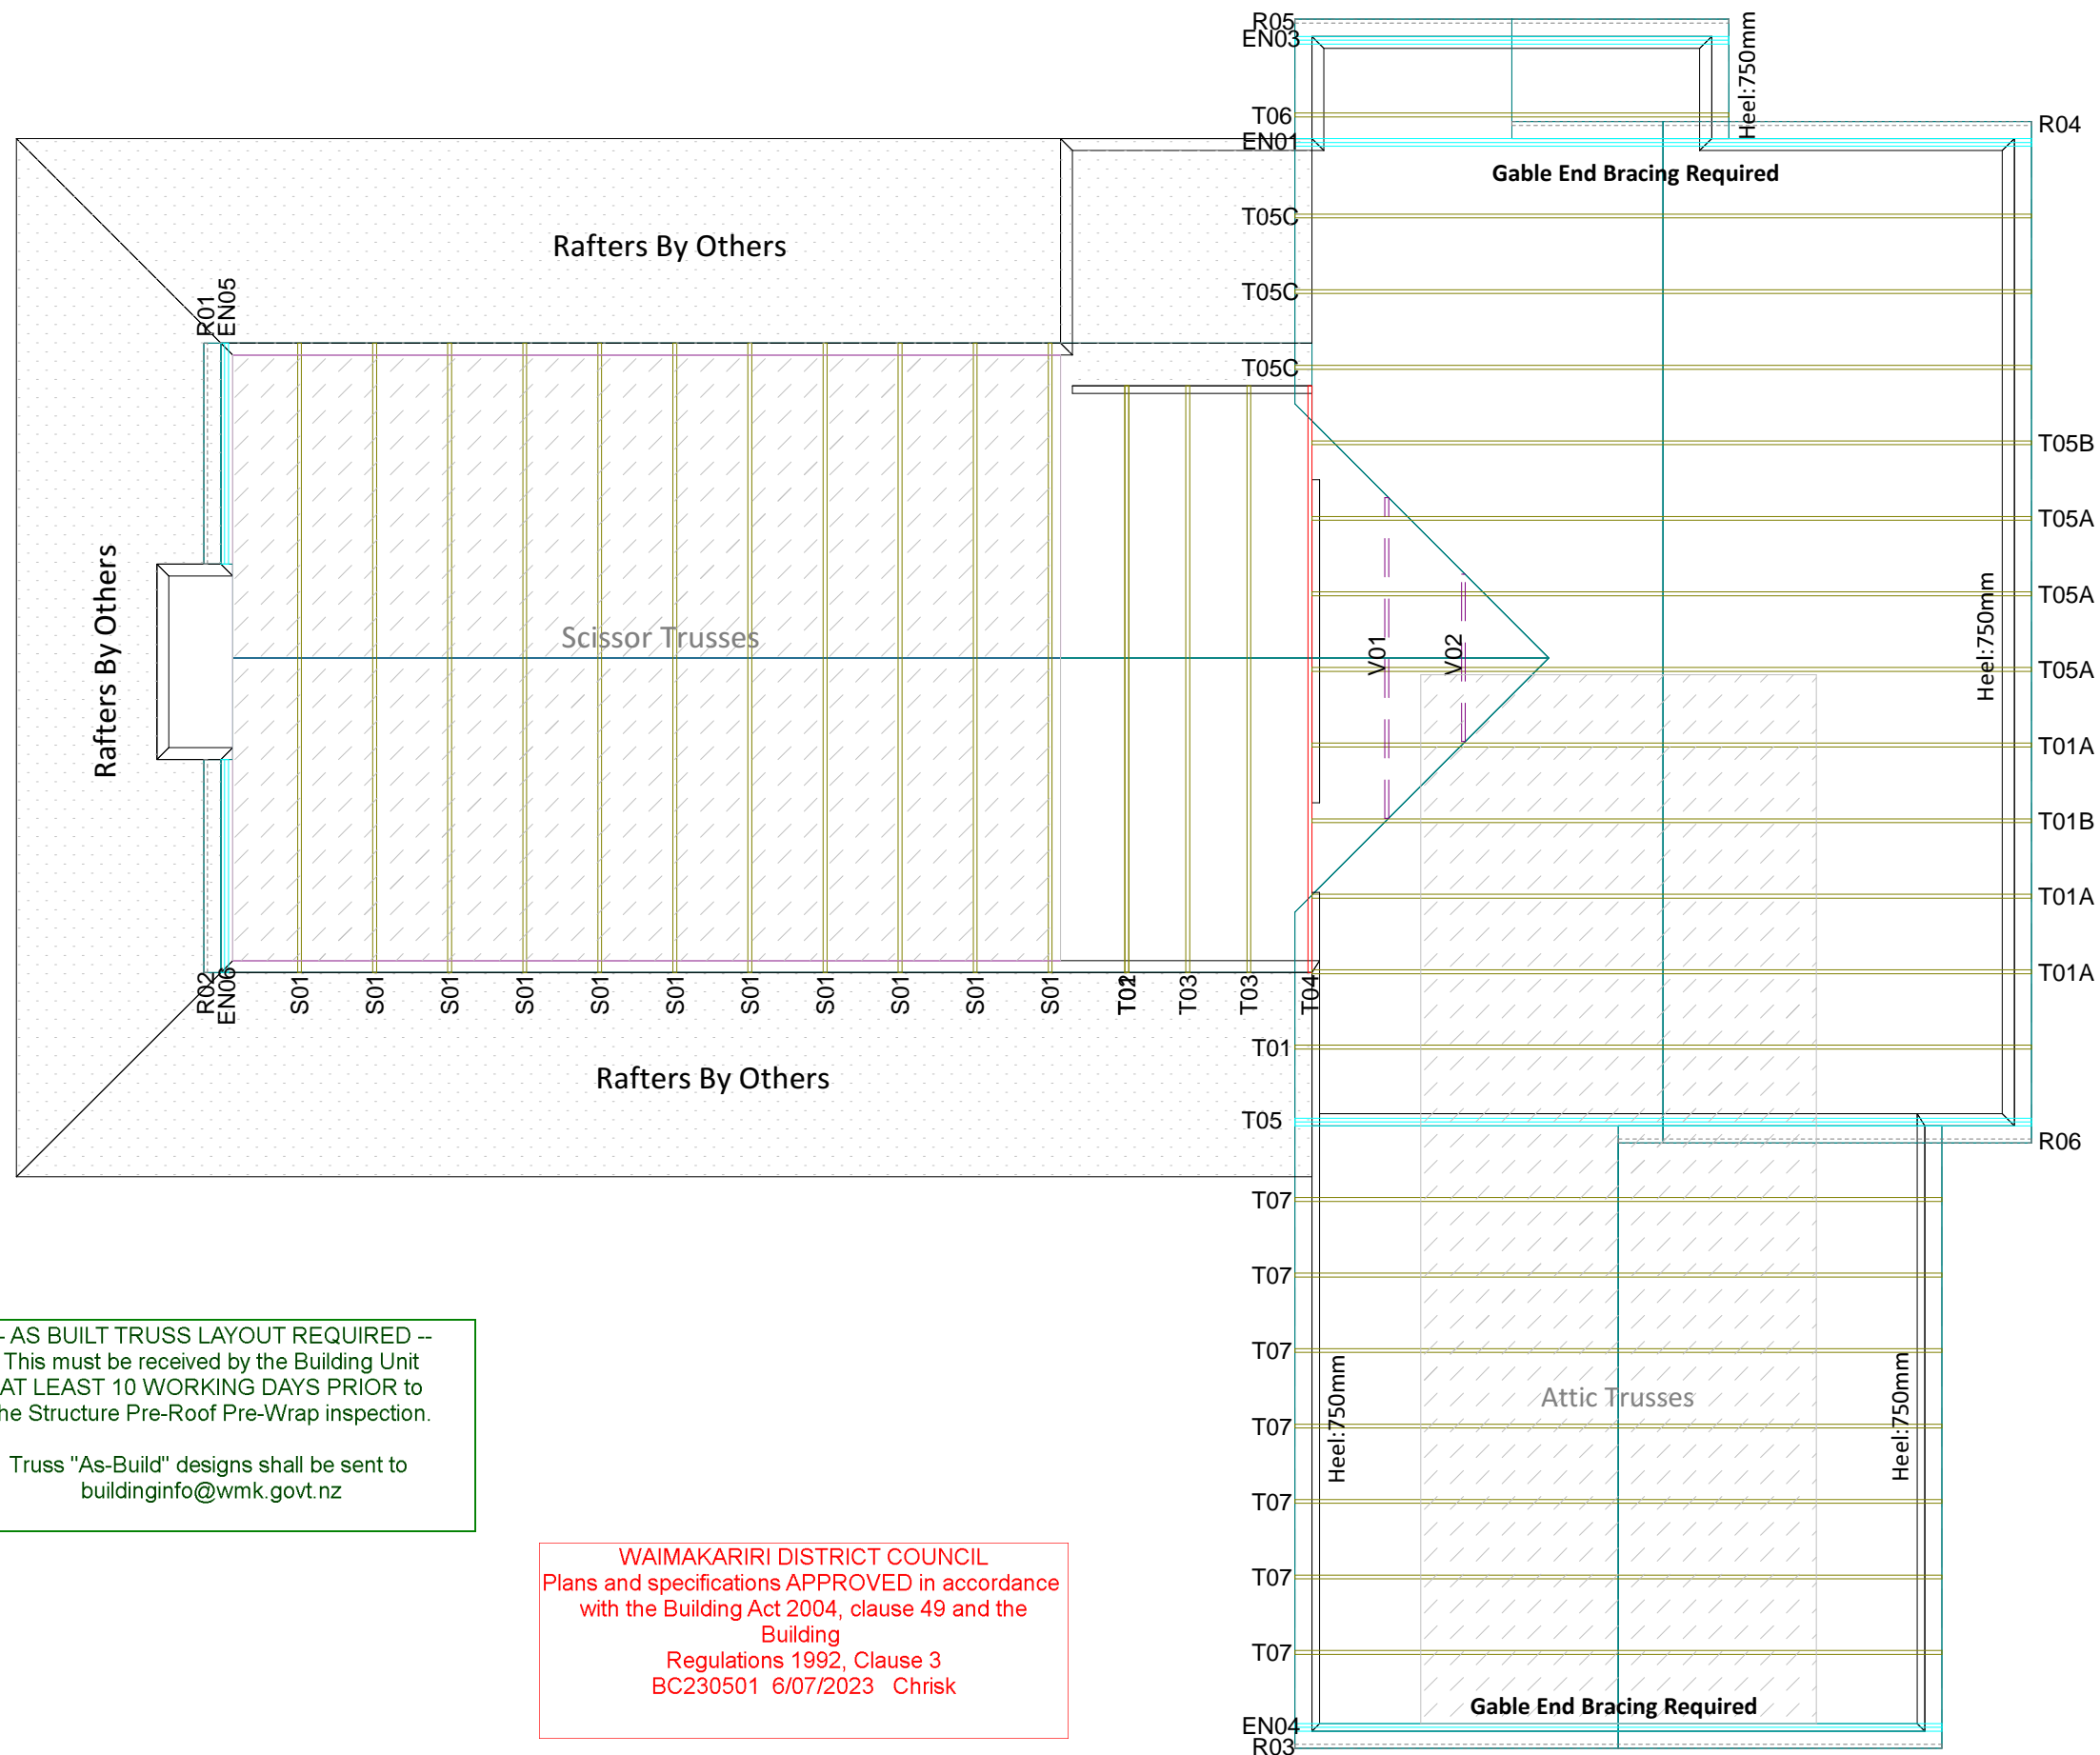 R05
EN03
Heel:750mm
T06
R04
EN01
Gable End Bracing Required
T05C
Rafters By Others
T05C
R01
EN05
T05C
T05B
T05A
T05A
Rafters By Others
Scissor Trusses
V01
V02
Heel:750mm
T05A
T01A
T01B
T01A
T01A
R02
EN06
S01
S01
S01
S01
S01
S01
S01
S01
S01
S01
S01
T03
T03
T04
T01
Rafters By Others
T05
R06
T07
T07
T07
Heel:750mm
Attic Trusses
Heel:750mm
T07
T07
T07
T07
Gable End Bracing Required
EN04
R03
- AS BUILT TRUSS LAYOUT REQUIRED --
This must be received by the Building Unit
AT LEAST 10 WORKING DAYS PRIOR to
he Structure Pre-Roof Pre-Wrap inspection.
Truss "As-Build" designs shall be sent to
buildinginfo@wmk.govt.nz
WAIMAKARIRI DISTRICT COUNCIL
Plans and specifications APPROVED in accordance
with the Building Act 2004, clause 49 and the
Building
Regulations 1992, Clause 3
BC230501 6/07/2023 Chrisk